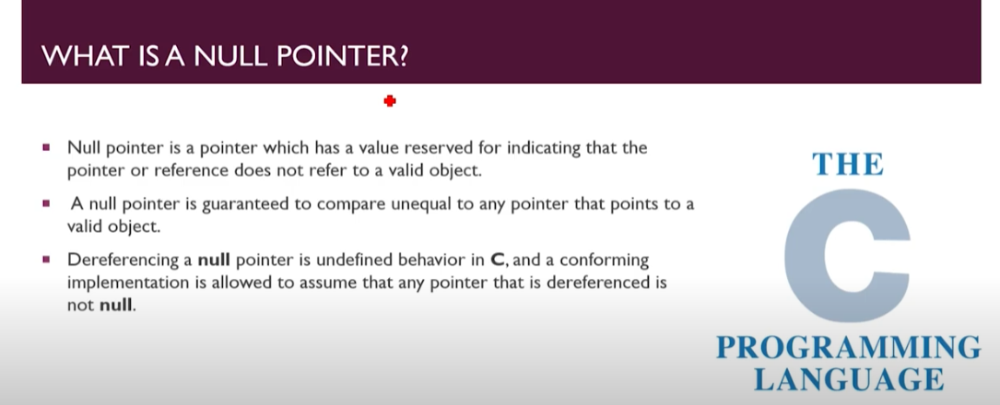 WHAT IS A NULL POINTER?
Null pointer is a pointer which has a value reserved for indicating that the
pointer or reference does not refer to a valid object.
A null pointer is guaranteed to compare unequal to any pointer that points to a
valid object.
Dereferencing a null pointer is undefined behavior in C, and a conforming
implementation is allowed to assume that any pointer that is dereferenced is
not null.
THE
C
PROGRAMMING
LANGUAGE